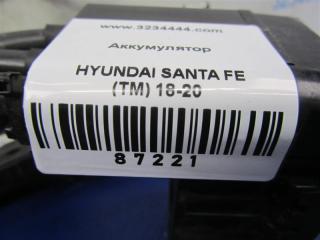 www.3234444.com
Аккумулятор
HYUNDAI SANTA FE
(TM) 18-20
87221